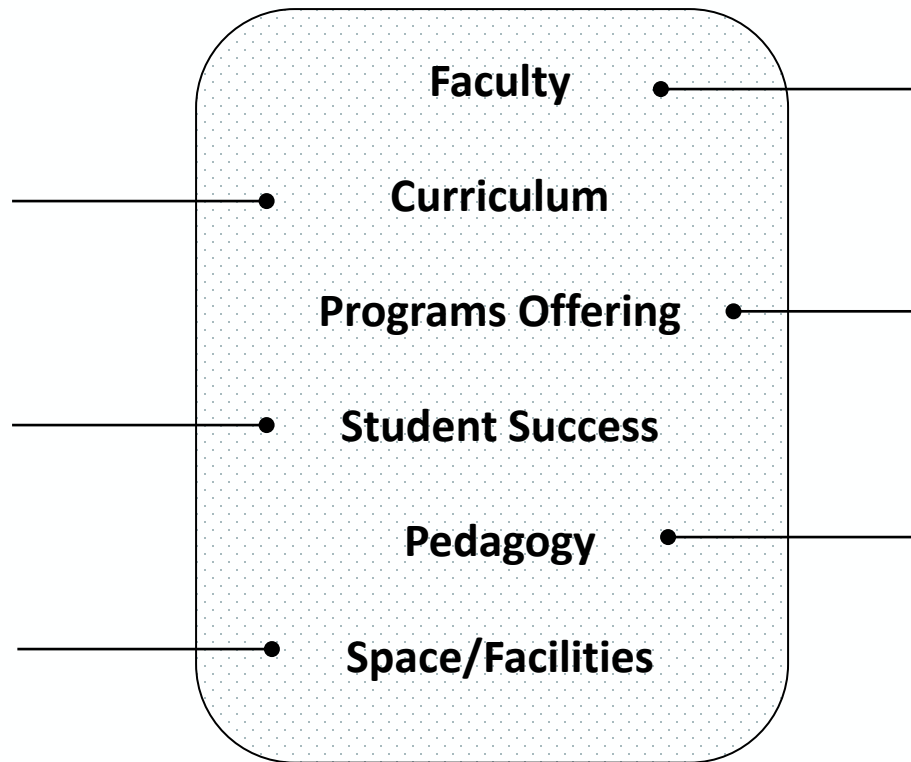 Faculty
Curriculum
Programs Offering
Student Success
Pedagogy
Space/Facilities